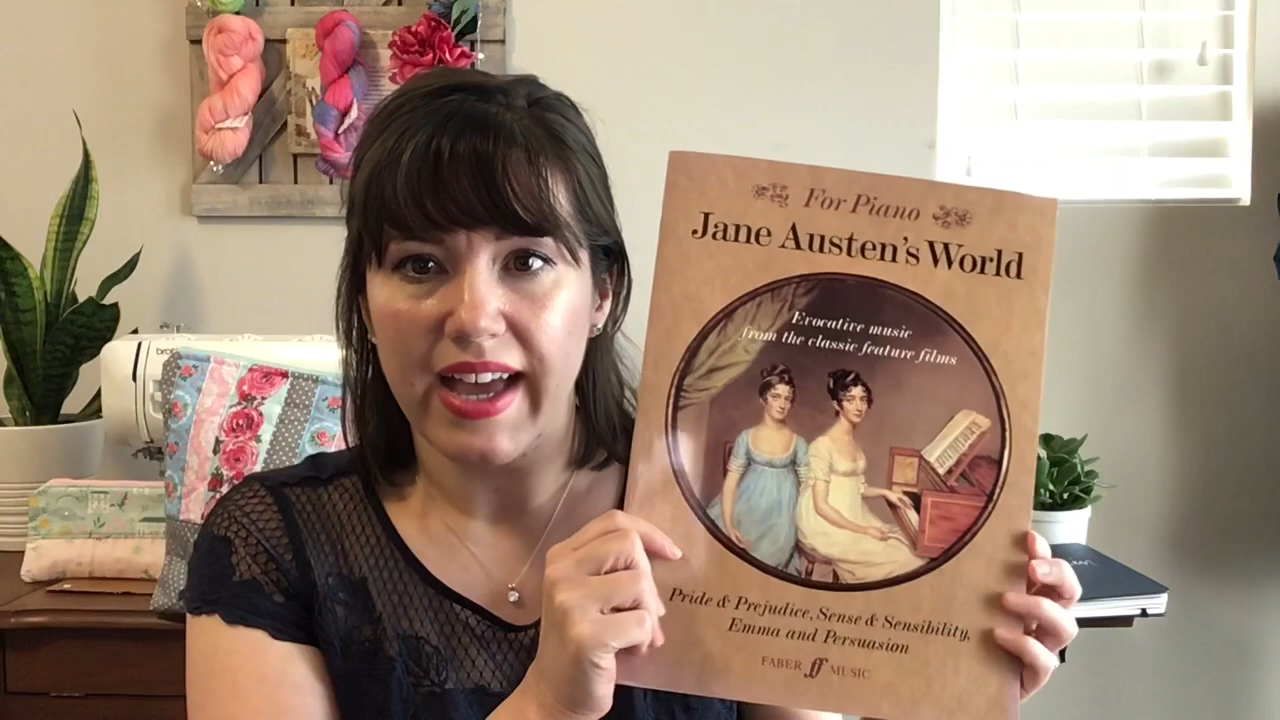 For Piano
Jane Austen's World
Evocative music
from the classic feature films
Pride & Prejudice, Sense & Sensibility,
Emma and Persuasion
FABER ff MUSIC